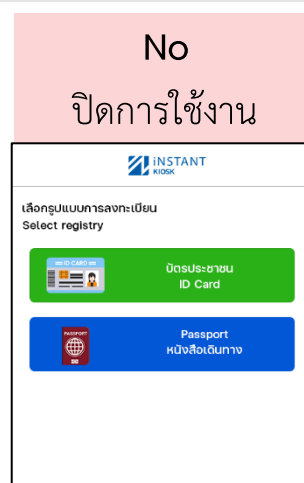 No
ปิดการใช้งาน
INSTANT
KIOSK
เลือกรูปแบบการลงทะเบียน
Select registry
ID CARD
บัตรประชาชน
ID Card
PASSPORT
Passport
หนังสือเดินทาง